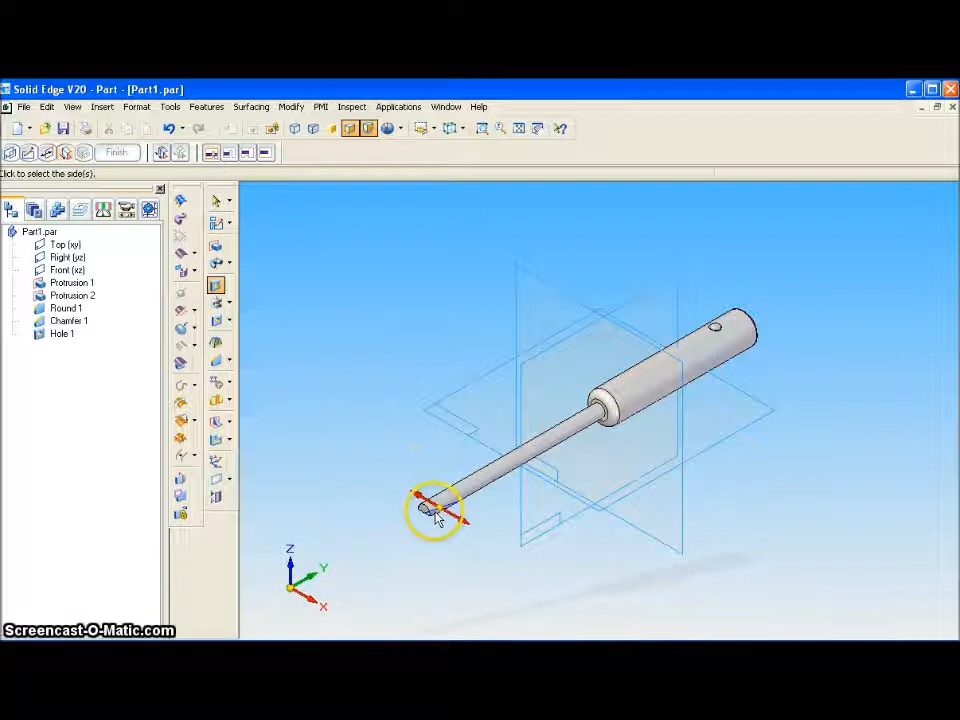 Solid Edge V20 - Part - [Part1.par]
File Edit View Insert Format Tools Features Surfacing Modify PMI Inspect Applications Window Help
Finish
Click to select the side(s).
Part1.par
Top (xy)
Right (yz)
Front (xz)
Protrusion 1
Protrusion 2
Round 1
Chamfer 1
Hole 1
Z
Y
X
Screencast-O-Matic.com